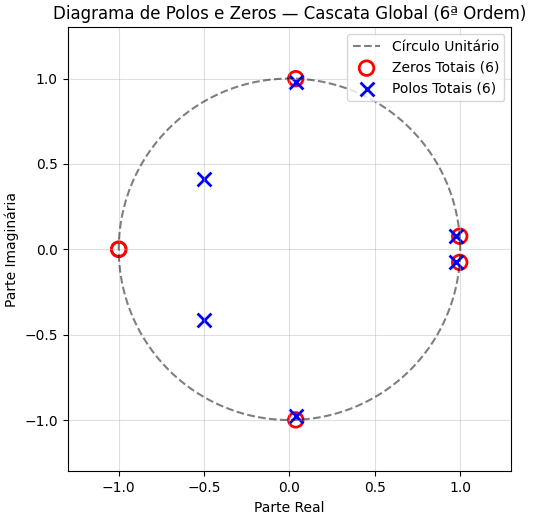 Diagrama de Polos e Zeros — Cascata Global (6ª Ordem)
Círculo Unitário
Zeros Totais (6)
Polos Totais (6)
Parte Imaginária
1.0
0.5
0.0
−0.5
−1.0
−1.0 −0.5 0.0 0.5 1.0
Parte Real